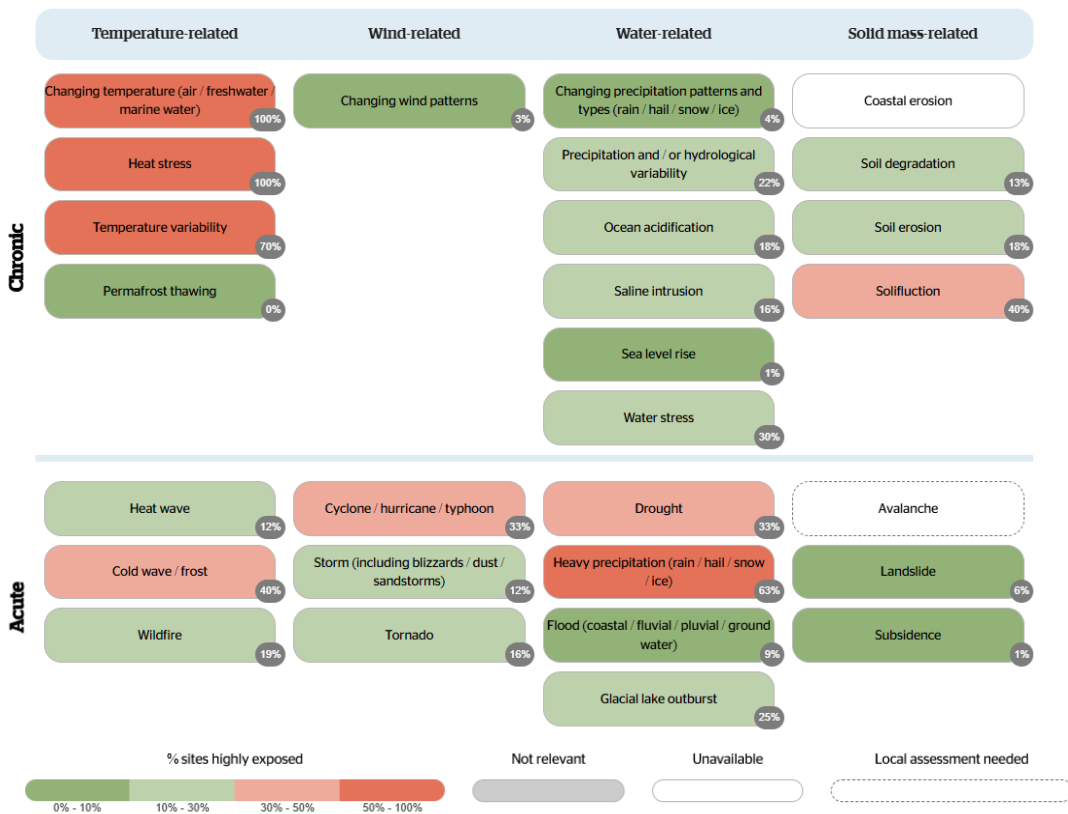 Temperature-related
Wind-related
Water-related
Solid mass-related
Chronic
Changing temperature (air / freshwater /
marine water)
100%
Changing wind patterns
3%
Changing precipitation patterns and
types (rain / hail / snow / ice)
4%
Coastal erosion
Heat stress
100%
Precipitation and / or hydrological
variability
22%
Soil degradation
13%
Temperature variability
70%
Ocean acidification
18%
Soil erosion
18%
Permafrost thawing
0%
Saline intrusion
16%
Solifluction
40%
Sea level rise
1%
Water stress
30%
Acute
Heat wave
12%
Cyclone / hurricane / typhoon
33%
Drought
33%
Avalanche
Cold wave / frost
40%
Storm (including blizzards / dust /
sandstorms)
12%
Heavy precipitation (rain / hail / snow
/ ice)
63%
Landslide
6%
Wildfire
19%
Tornado
16%
Flood (coastal / fluvial / pluvial / ground
water)
9%
Subsidence
1%
Glacial lake outburst
25%
% sites highly exposed
0% - 10%
10% - 30%
30% - 50%
50% - 100%
Not relevant
Unavailable
Local assessment needed